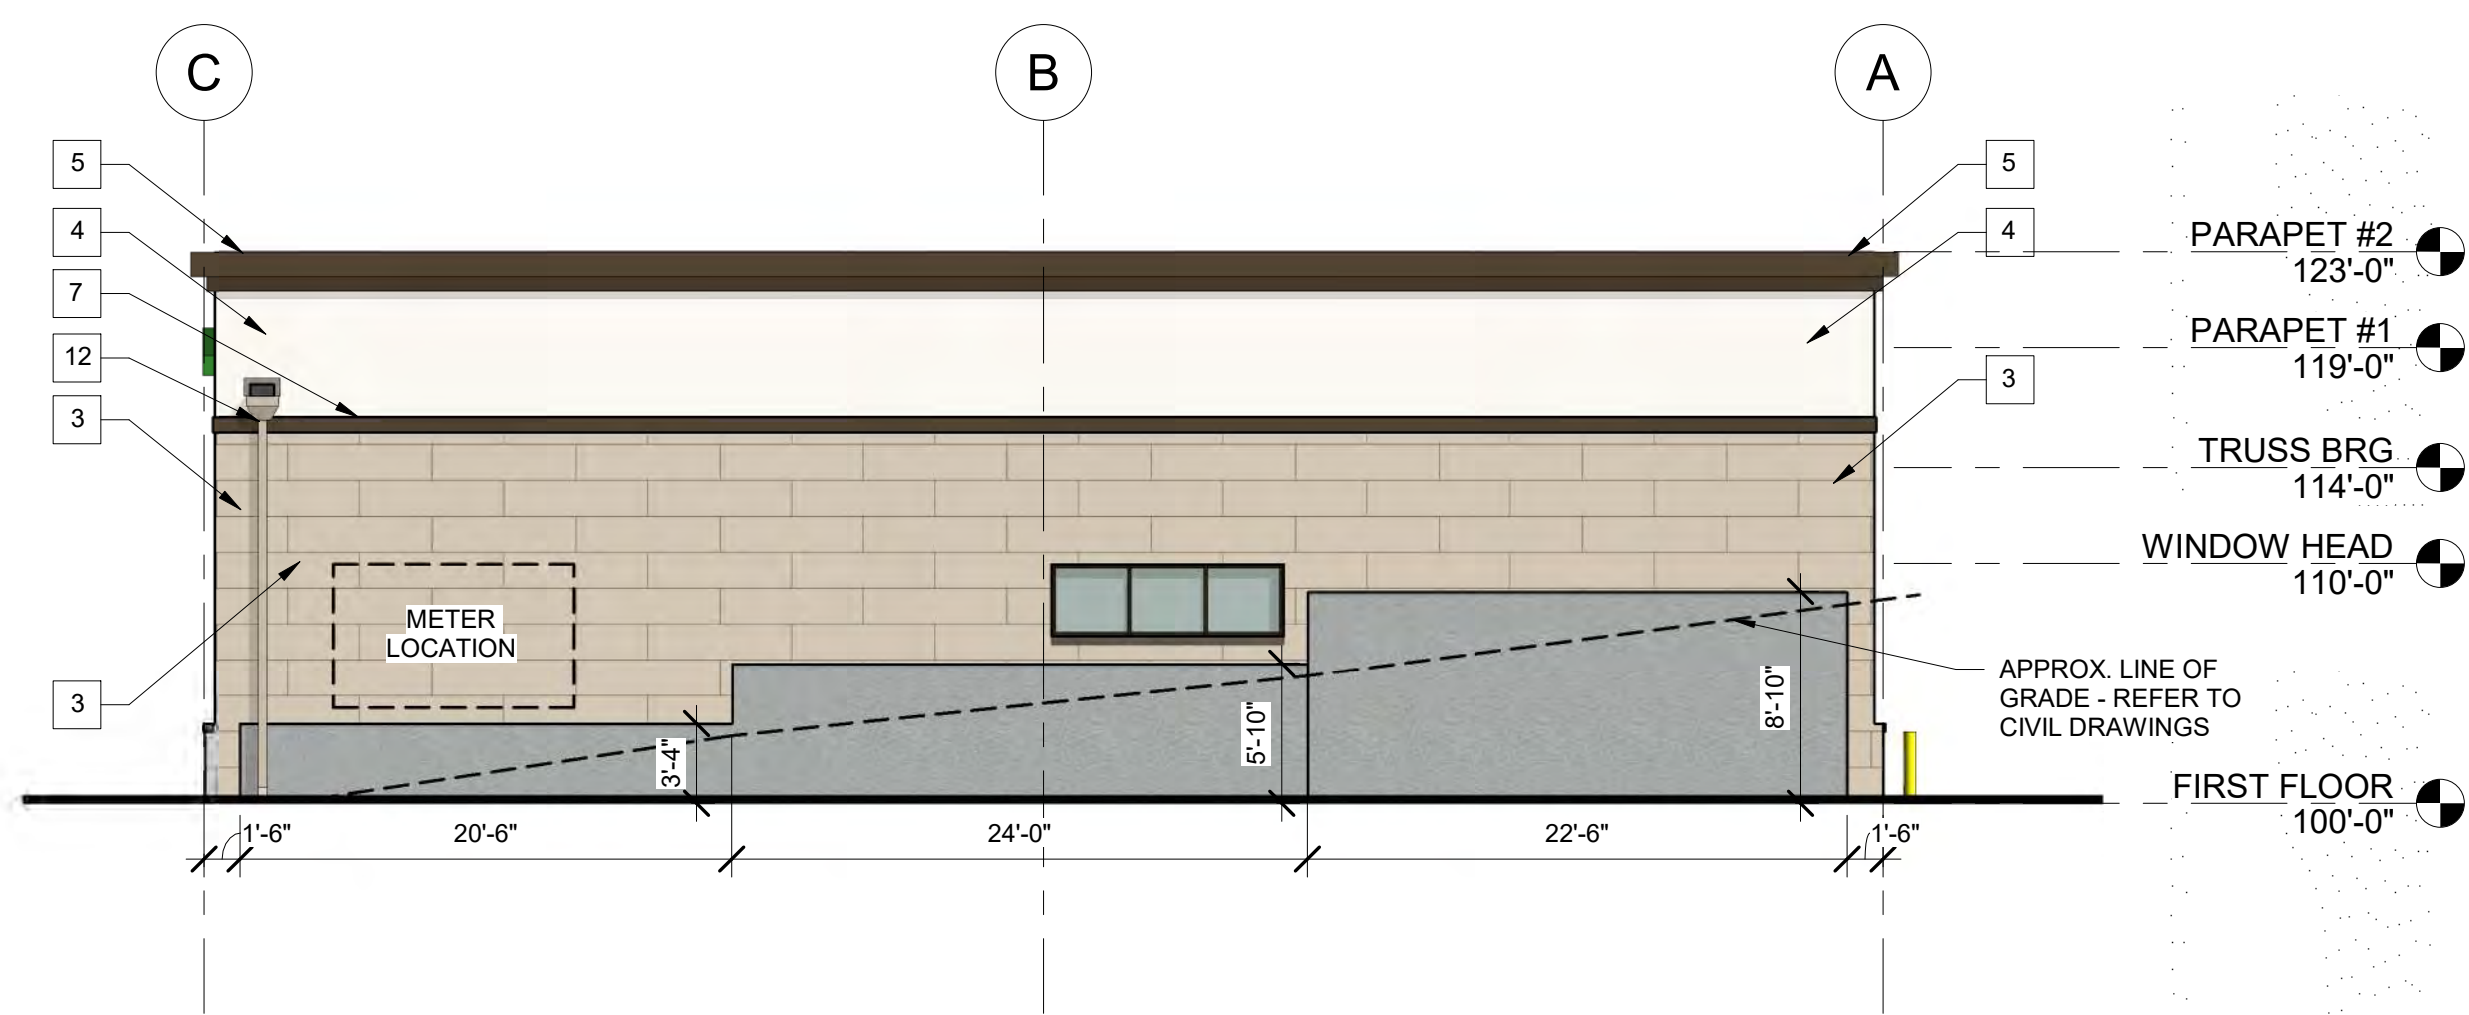 C
B
A
5
4
7
12
3
3
5
4
3
PARAPET #2
123'-0"
PARAPET #1
119'-0"
TRUSS BRG
114'-0"
WINDOW HEAD
110'-0"
FIRST FLOOR
100'-0"
METER
LOCATION
APPROX. LINE OF
GRADE - REFER TO
CIVIL DRAWINGS
3'-4"
5'-10"
8'-10"
1'-6"
20'-6"
24'-0"
22'-6"
1'-6"